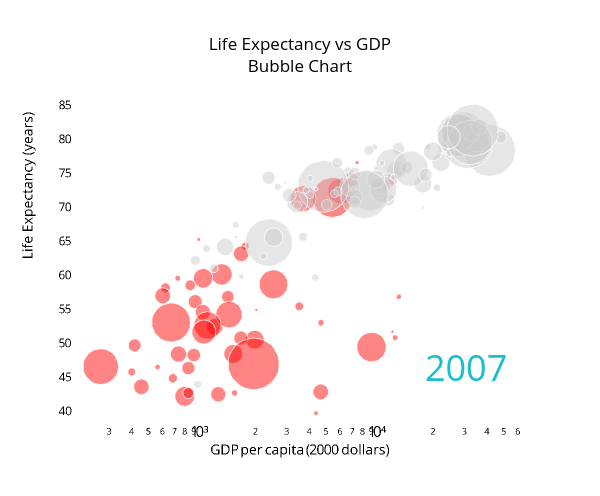 Life Expectancy vs GDP
Bubble Chart
Life Expectancy (years)
85
80
75
70
65
60
55
50
45
40
2007
3 4 5 6 7 8 9 10³ 2 3 4 5 6 7 8 9 10⁴ 2 3 4 5 6
GDP per capita (2000 dollars)